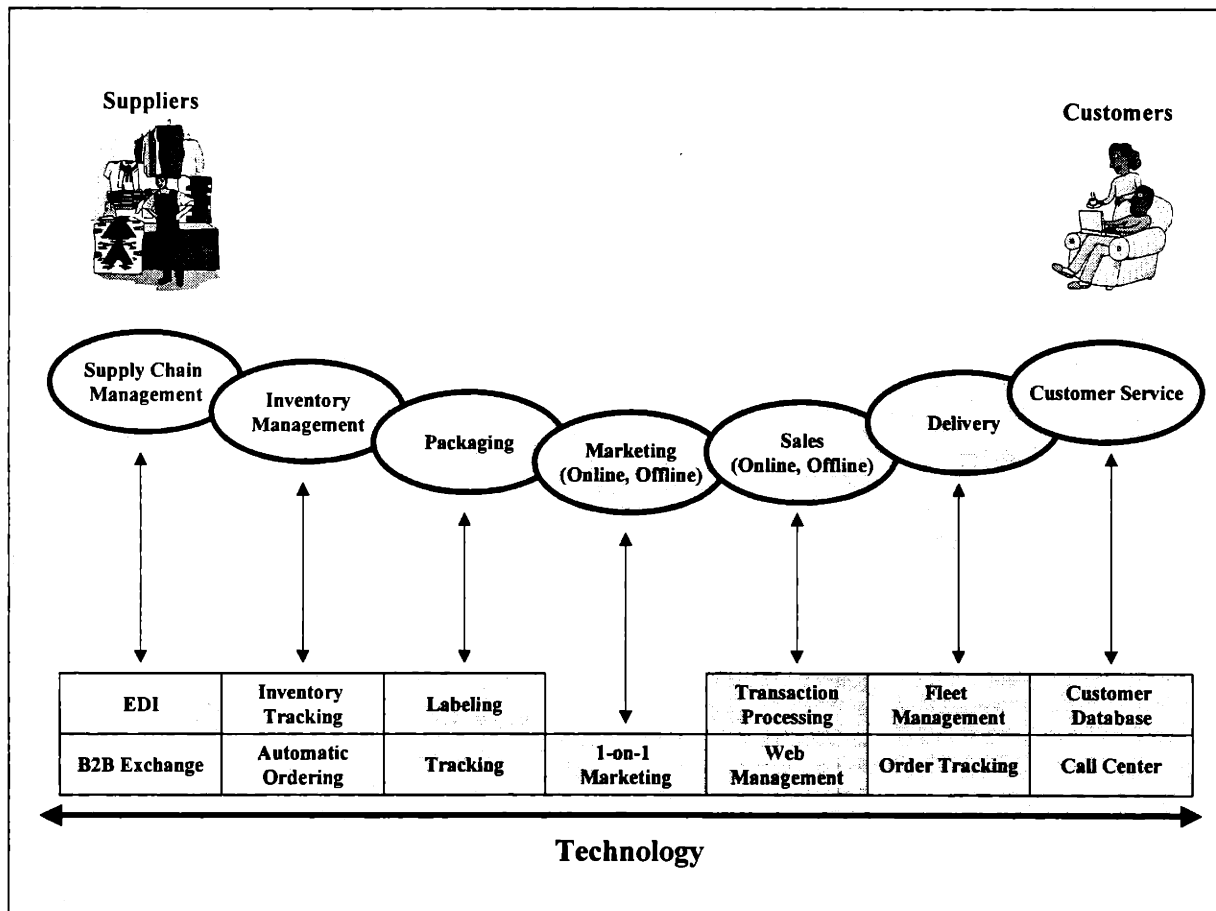 Suppliers
Customers
Supply Chain
Management
Inventory
Management
Packaging
Marketing
(Online, Offline)
Sales
(Online, Offline)
Delivery
Customer Service
EDI
Inventory
Tracking
Labeling
Transaction
Processing
Fleet
Management
Customer
Database
B2B Exchange
Automatic
Ordering
Tracking
1-on-1
Marketing
Web
Management
Order Tracking
Call Center
Technology